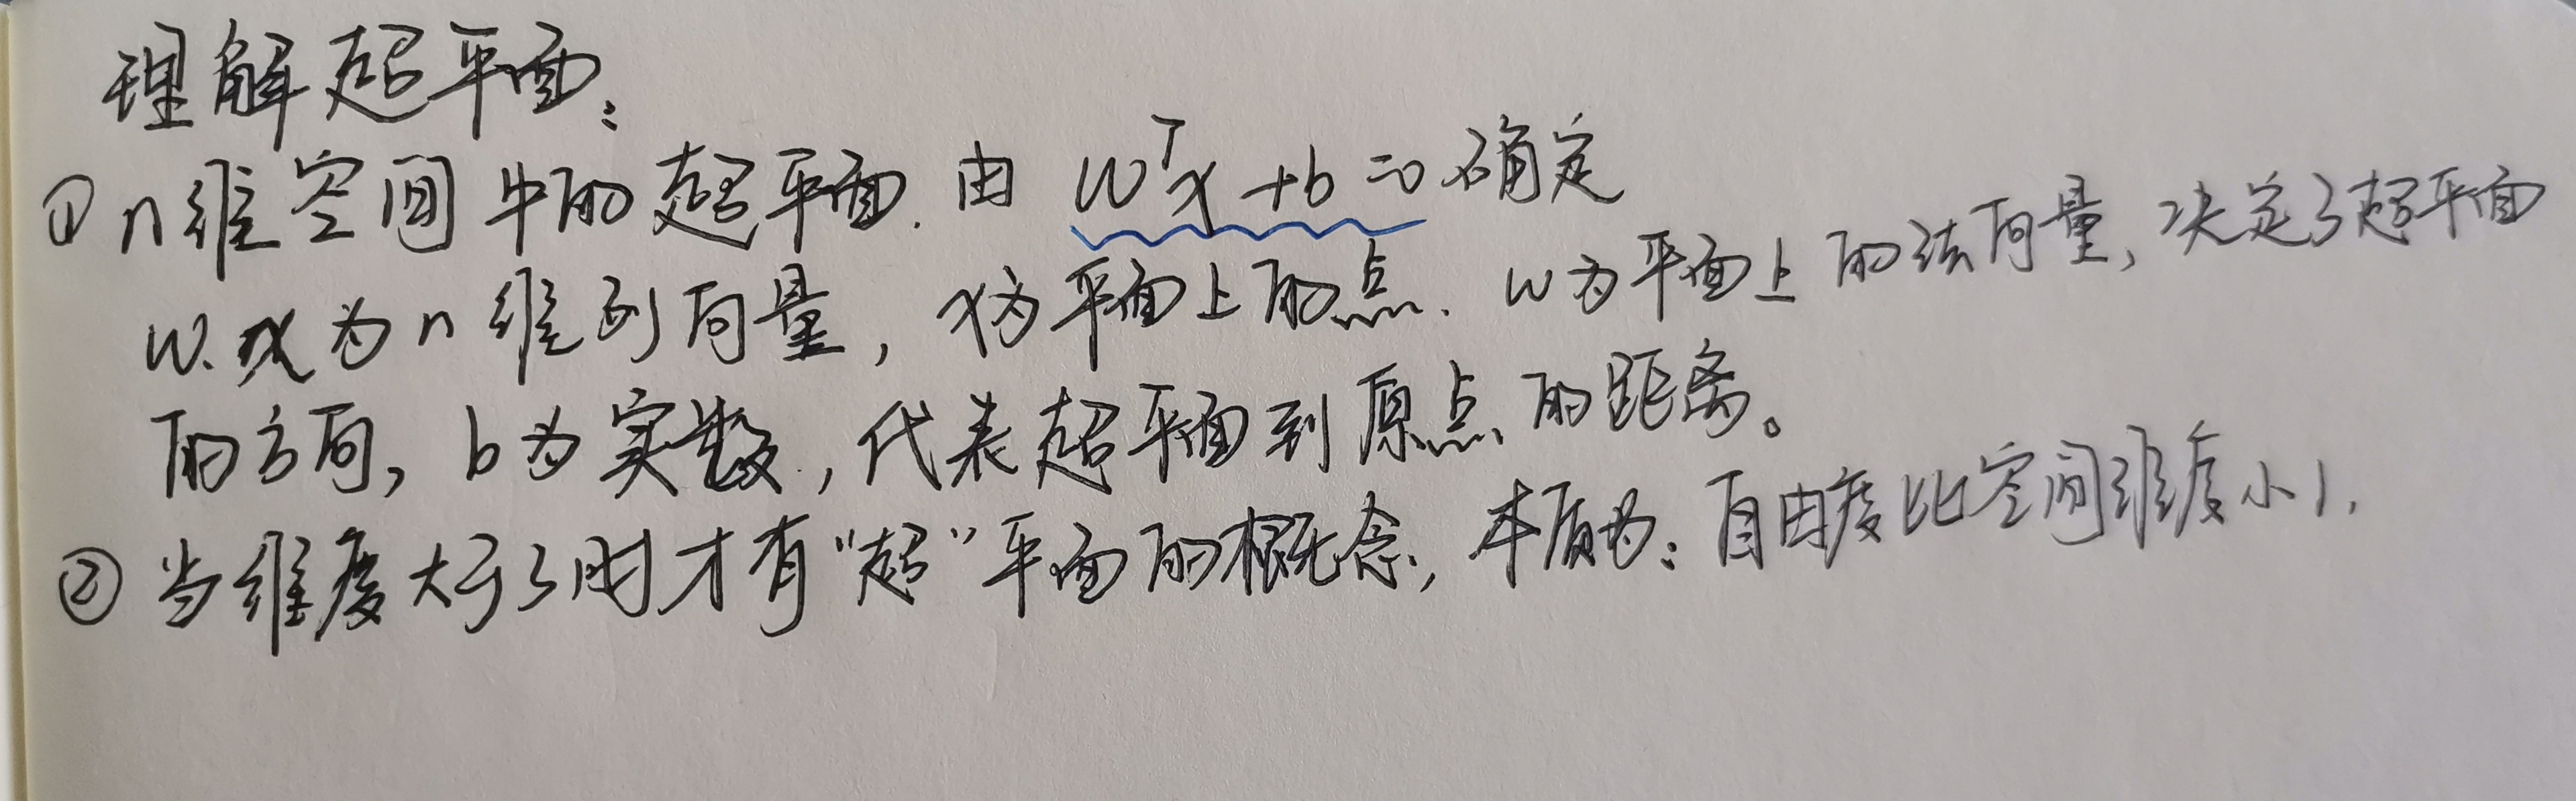 理解超平面:
①n维空间中的超平面.由 wᵀx+b=0确定
w.x为n维列向量,x为平面上的点.w为平面上的法向量,决定了超平面
的方向,b为实数,代表超平面到原点的距离。
②当维度大于3时才有“超”平面的概念,本质为:自由度比空间维度小1.